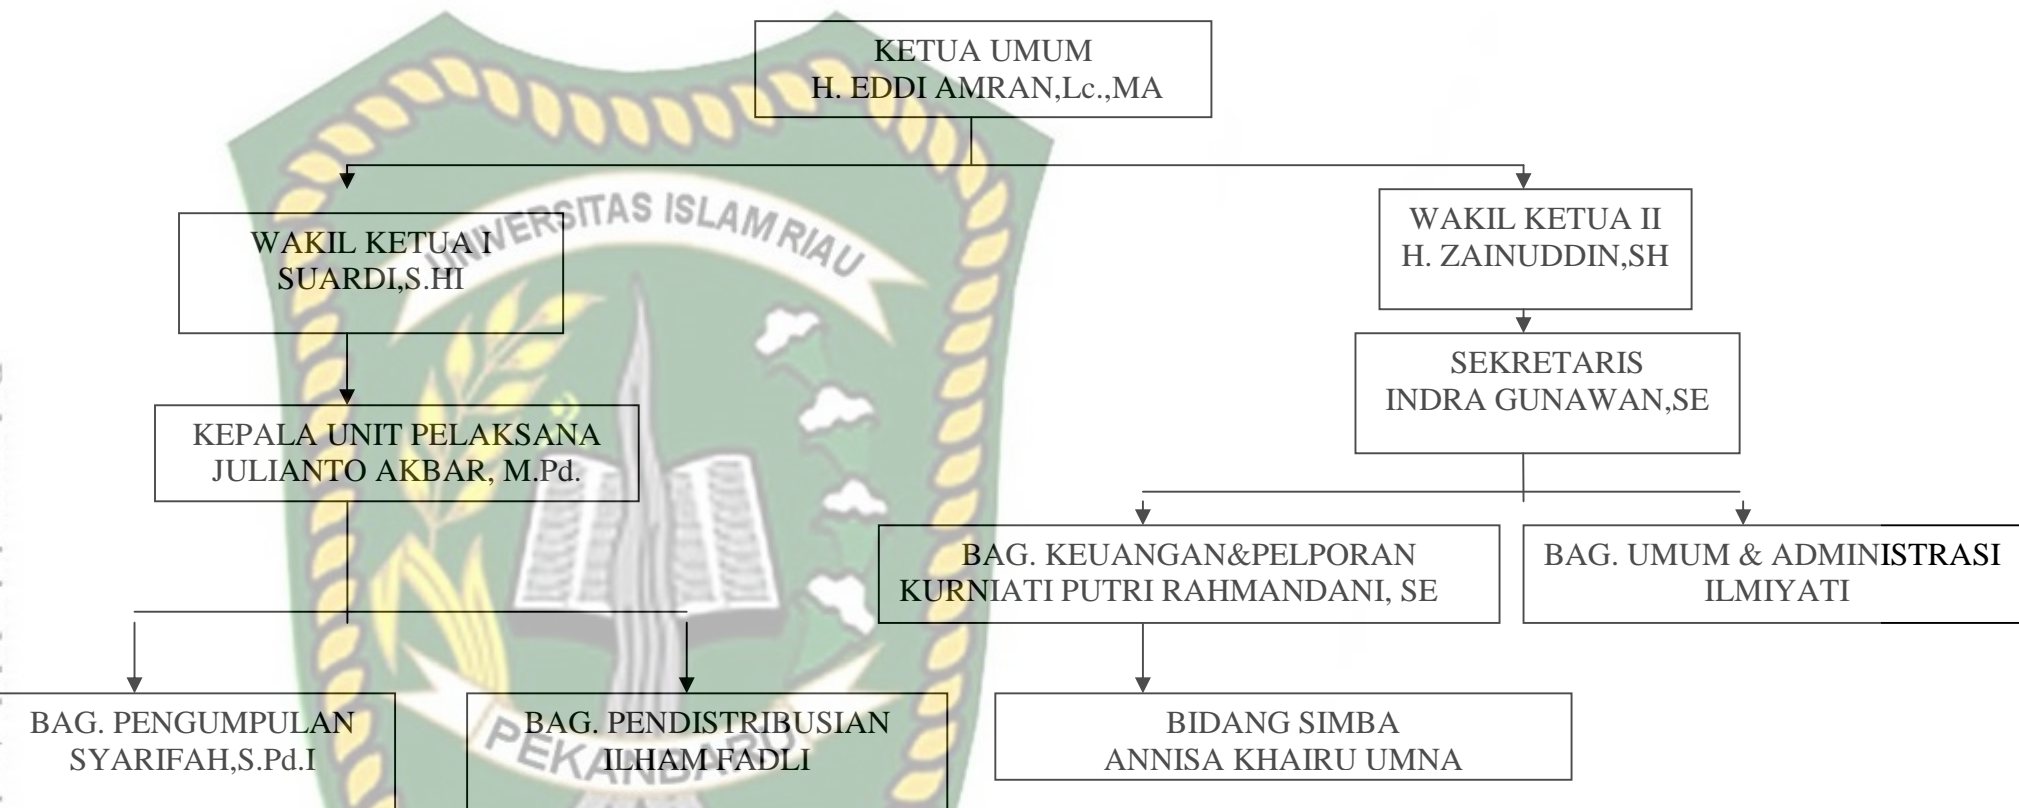 KETUA UMUM
H. EDDI AMRAN,Lc.,MA
WAKIL KETUA I
SUARDI,S.HI
WAKIL KETUA II
H. ZAINUDDIN,SH
SEKRETARIS
INDRA GUNAWAN,SE
KEPALA UNIT PELAKSANA
JULIANTO AKBAR, M.Pd.
BAG. KEUANGAN&PELPORAN
KURNIATI PUTRI RAHMANDANI, SE
BAG. UMUM & ADMINISTRASI
ILMIYATI
BAG. PENGUMPULAN
SYARIFAH,S.Pd.I
BAG. PENDISTRIBUSIAN
ILHAM FADLI
BIDANG SIMBA
ANNISA KHAIRU UMNA
UNIVERSITAS ISLAM RIAU
PEKANBARU